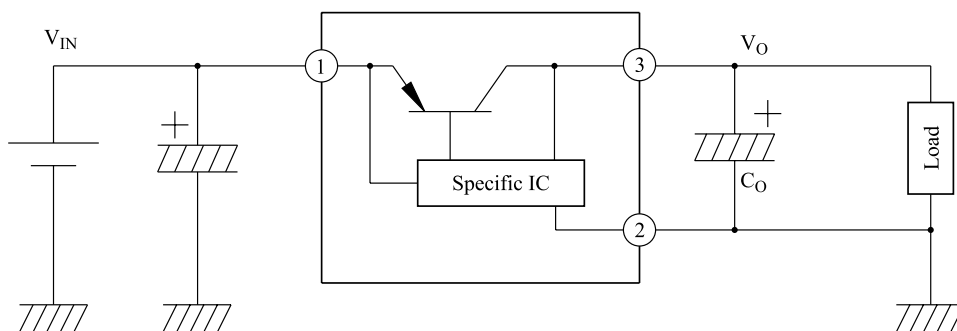 V_IN
1
3
V_O
+
+
Specific IC
C_O
Load
2